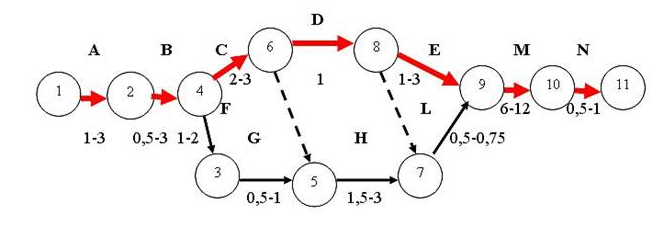 D
A B C 6 8 E M N
2-3 1 1-3
1 2 4 9 10 11
F L 6-12 0,5-1
1-3 0,5-3 1-2 G H 0,5-0,75
3 5 7
0,5-1 1,5-3